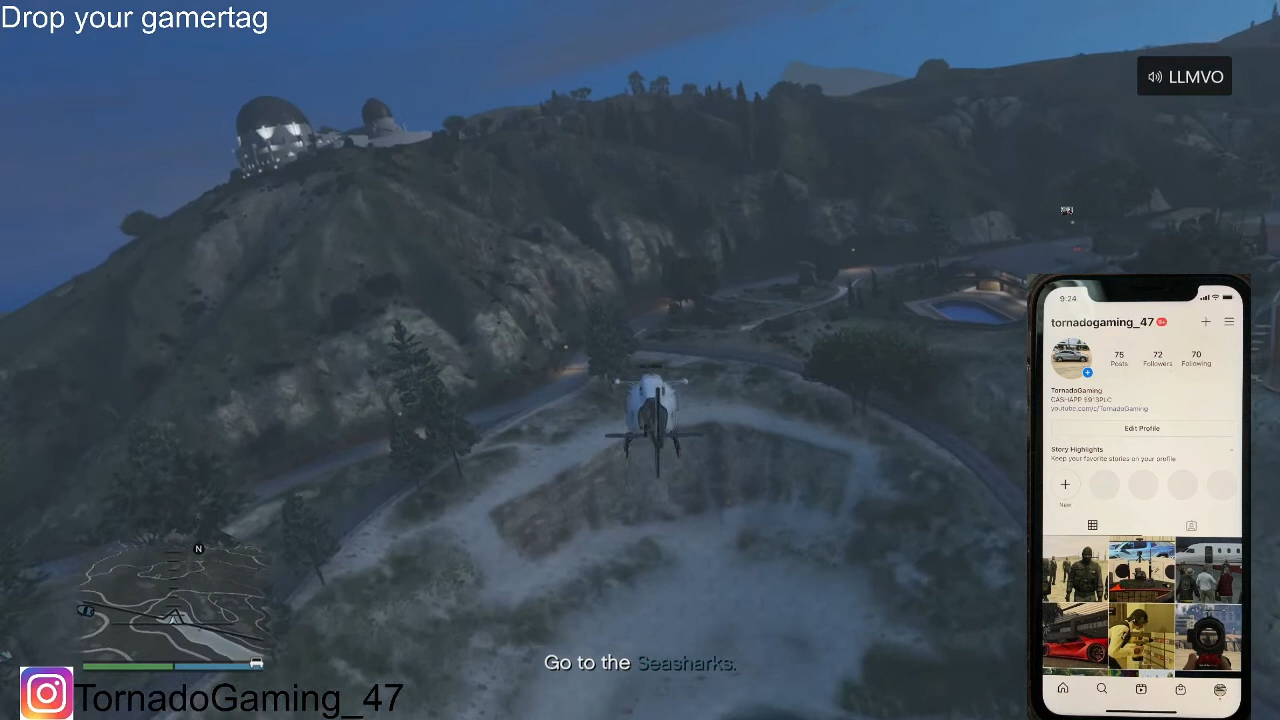 Drop your gamertag
LLMVO
9:24
tornadogaming_47
75
72
70
Posts
Followers
Following
TornadoGaming
youtube.com/c/TornadoGaming
Edit Profile
Story Highlights
Keep your favorite stories on your profile
New
N
Go to the Seasharks.
TornadoGaming_47